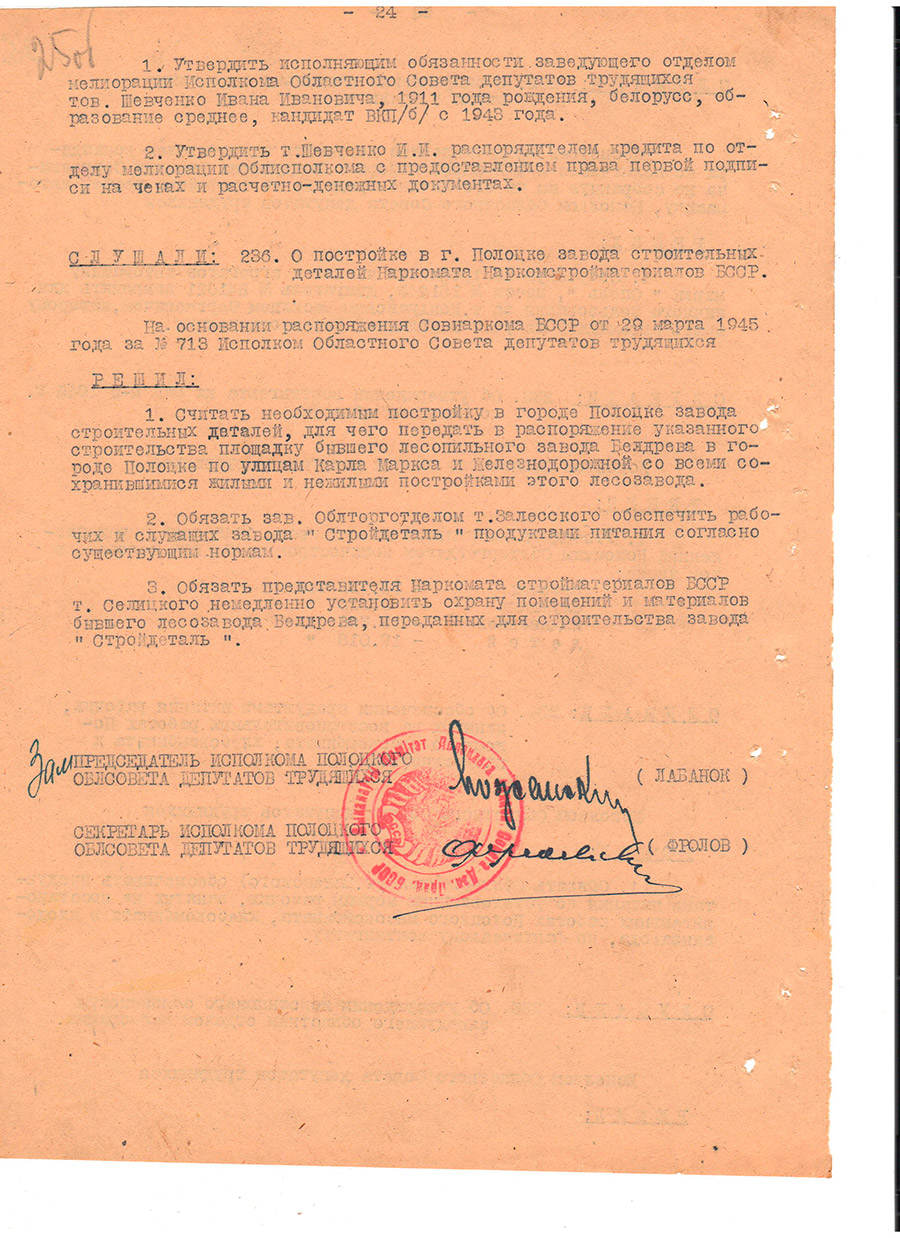 - 24 -
25об
1. Утвердить исполняющим обязанности заведующего отделом
мелиорации Исполкома Областного Совета депутатов трудящихся
тов. Шевченко Ивана Ивановича, 1911 года рождения, белорусс, об-
разование среднее, кандидат ВКП/б/ с 1943 года.
2. Утвердить т.Шевченко И.И. распорядителем кредита по от-
делу мелиорации Облисполкома с предоставлением права первой подпи-
си на чеках и расчетно-денежных документах.
СЛУШАЛИ: 236. О постройке в г. Полоцке завода строительных
деталей Наркомата Наркомстройматериалов БССР.
На основании распоряжения Совнаркома БССР от 29 марта 1945
года за № 713 Исполком Областного Совета депутатов трудящихся
РЕШИЛ:
1. Считать необходимым постройку в городе Полоцке завода
строительных деталей, для чего передать в распоряжение указанного
строительства площадку бывшего лесопильного завода Белдрева в го-
роде Полоцке по улицам Карла Маркса и Железнодорожной со всеми со-
хранившимися жилыми и нежилыми постройками этого лесозавода.
2. Обязать зав. Облторготделом т.Залесского обеспечить рабо-
чих и служащих завода " Стройдеталь " продуктами питания согласно
существующим нормам.
3. Обязать представителя Наркомата стройматериалов БССР
т. Селицкого немедленно установить охрану помещений и материалов
бывшего лесозавода Белдрева, переданных для строительства завода
" Стройдеталь ".
Зам ПРЕДСЕДАТЕЛЬ ИСПОЛКОМА ПОЛОЦКОГО
ОБЛСОВЕТА ДЕПУТАТОВ ТРУДЯЩИХСЯ ( ЛАБАНОК )
СЕКРЕТАРЬ ИСПОЛКОМА ПОЛОЦКОГО
ОБЛСОВЕТА ДЕПУТАТОВ ТРУДЯЩИХСЯ ( ФРОЛОВ )
БССР